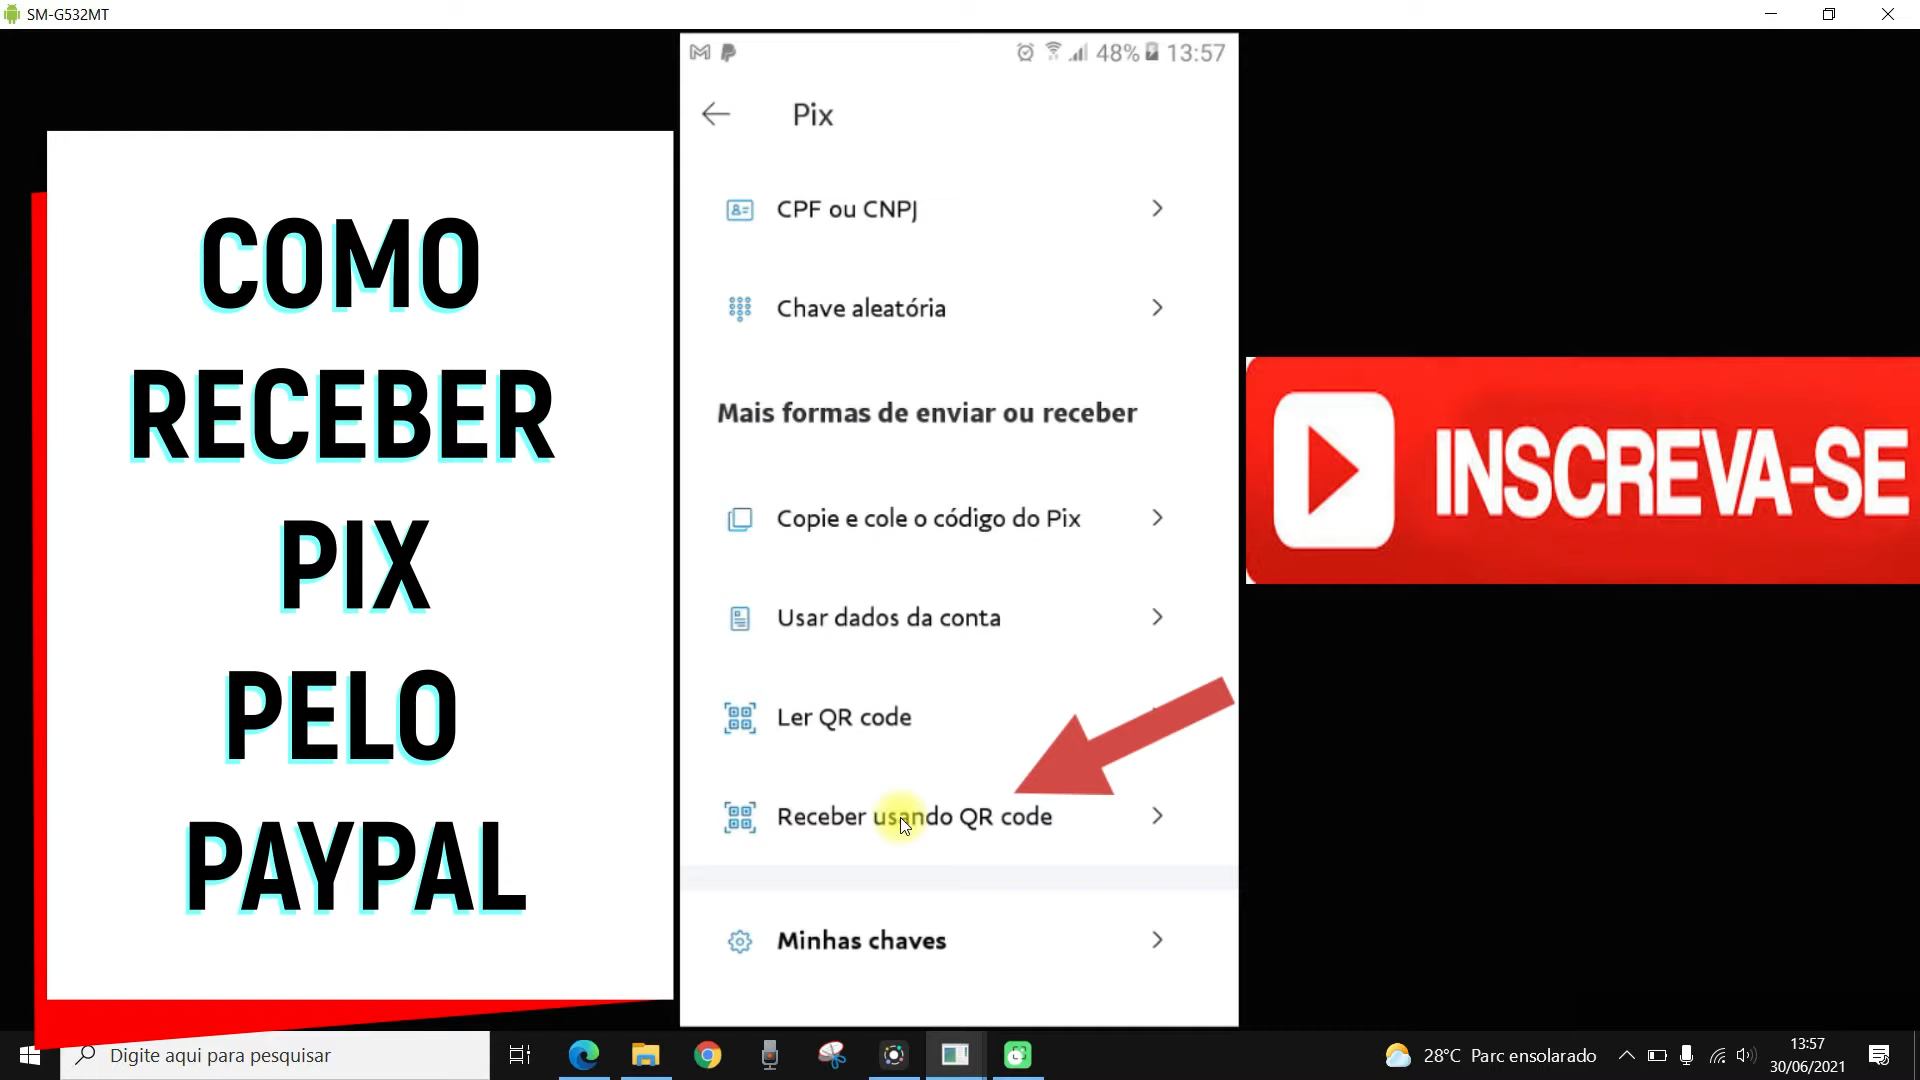 SM-G532MT
48% 13:57
Pix
CPF ou CNPJ
Chave aleatória
Mais formas de enviar ou receber
Copie e cole o código do Pix
Usar dados da conta
Ler QR code
Receber usando QR code
Minhas chaves
COMO
RECEBER
PIX
PELO
PAYPAL
INSCREVA-SE
Digite aqui para pesquisar
28°C Parc ensolarado
13:57
30/06/2021